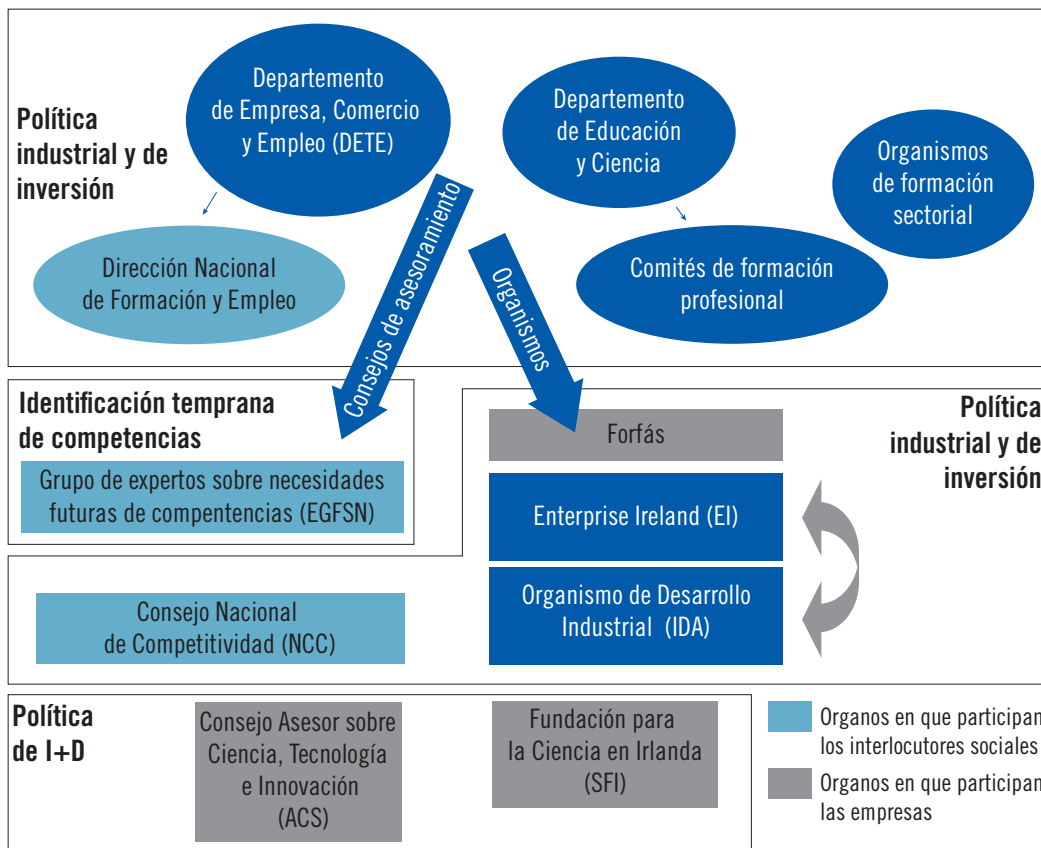 Política
industrial y de
inversión
Departamento
de Empresa, Comercio
y Empleo (DETE)
Departamento
de Educación
y Ciencia
Organismos
de formación
sectorial
Dirección Nacional
de Formación y Empleo
Comités de formación
profesional
Consejos de asesoramiento
Organismos
Identificación temprana
de competencias
Grupo de expertos sobre necesidades
futuras de compentencias (EGFSN)
Forfás
Política
industrial y de
inversión
Enterprise Ireland (EI)
Organismo de Desarrollo
Industrial (IDA)
Consejo Nacional
de Competitividad (NCC)
Política
de I+D
Consejo Asesor sobre
Ciencia, Tecnología
e Innovación
(ACS)
Fundación para
la Ciencia en Irlanda
(SFI)
Organos en que participan
los interlocutores sociales
Organos en que participan
las empresas